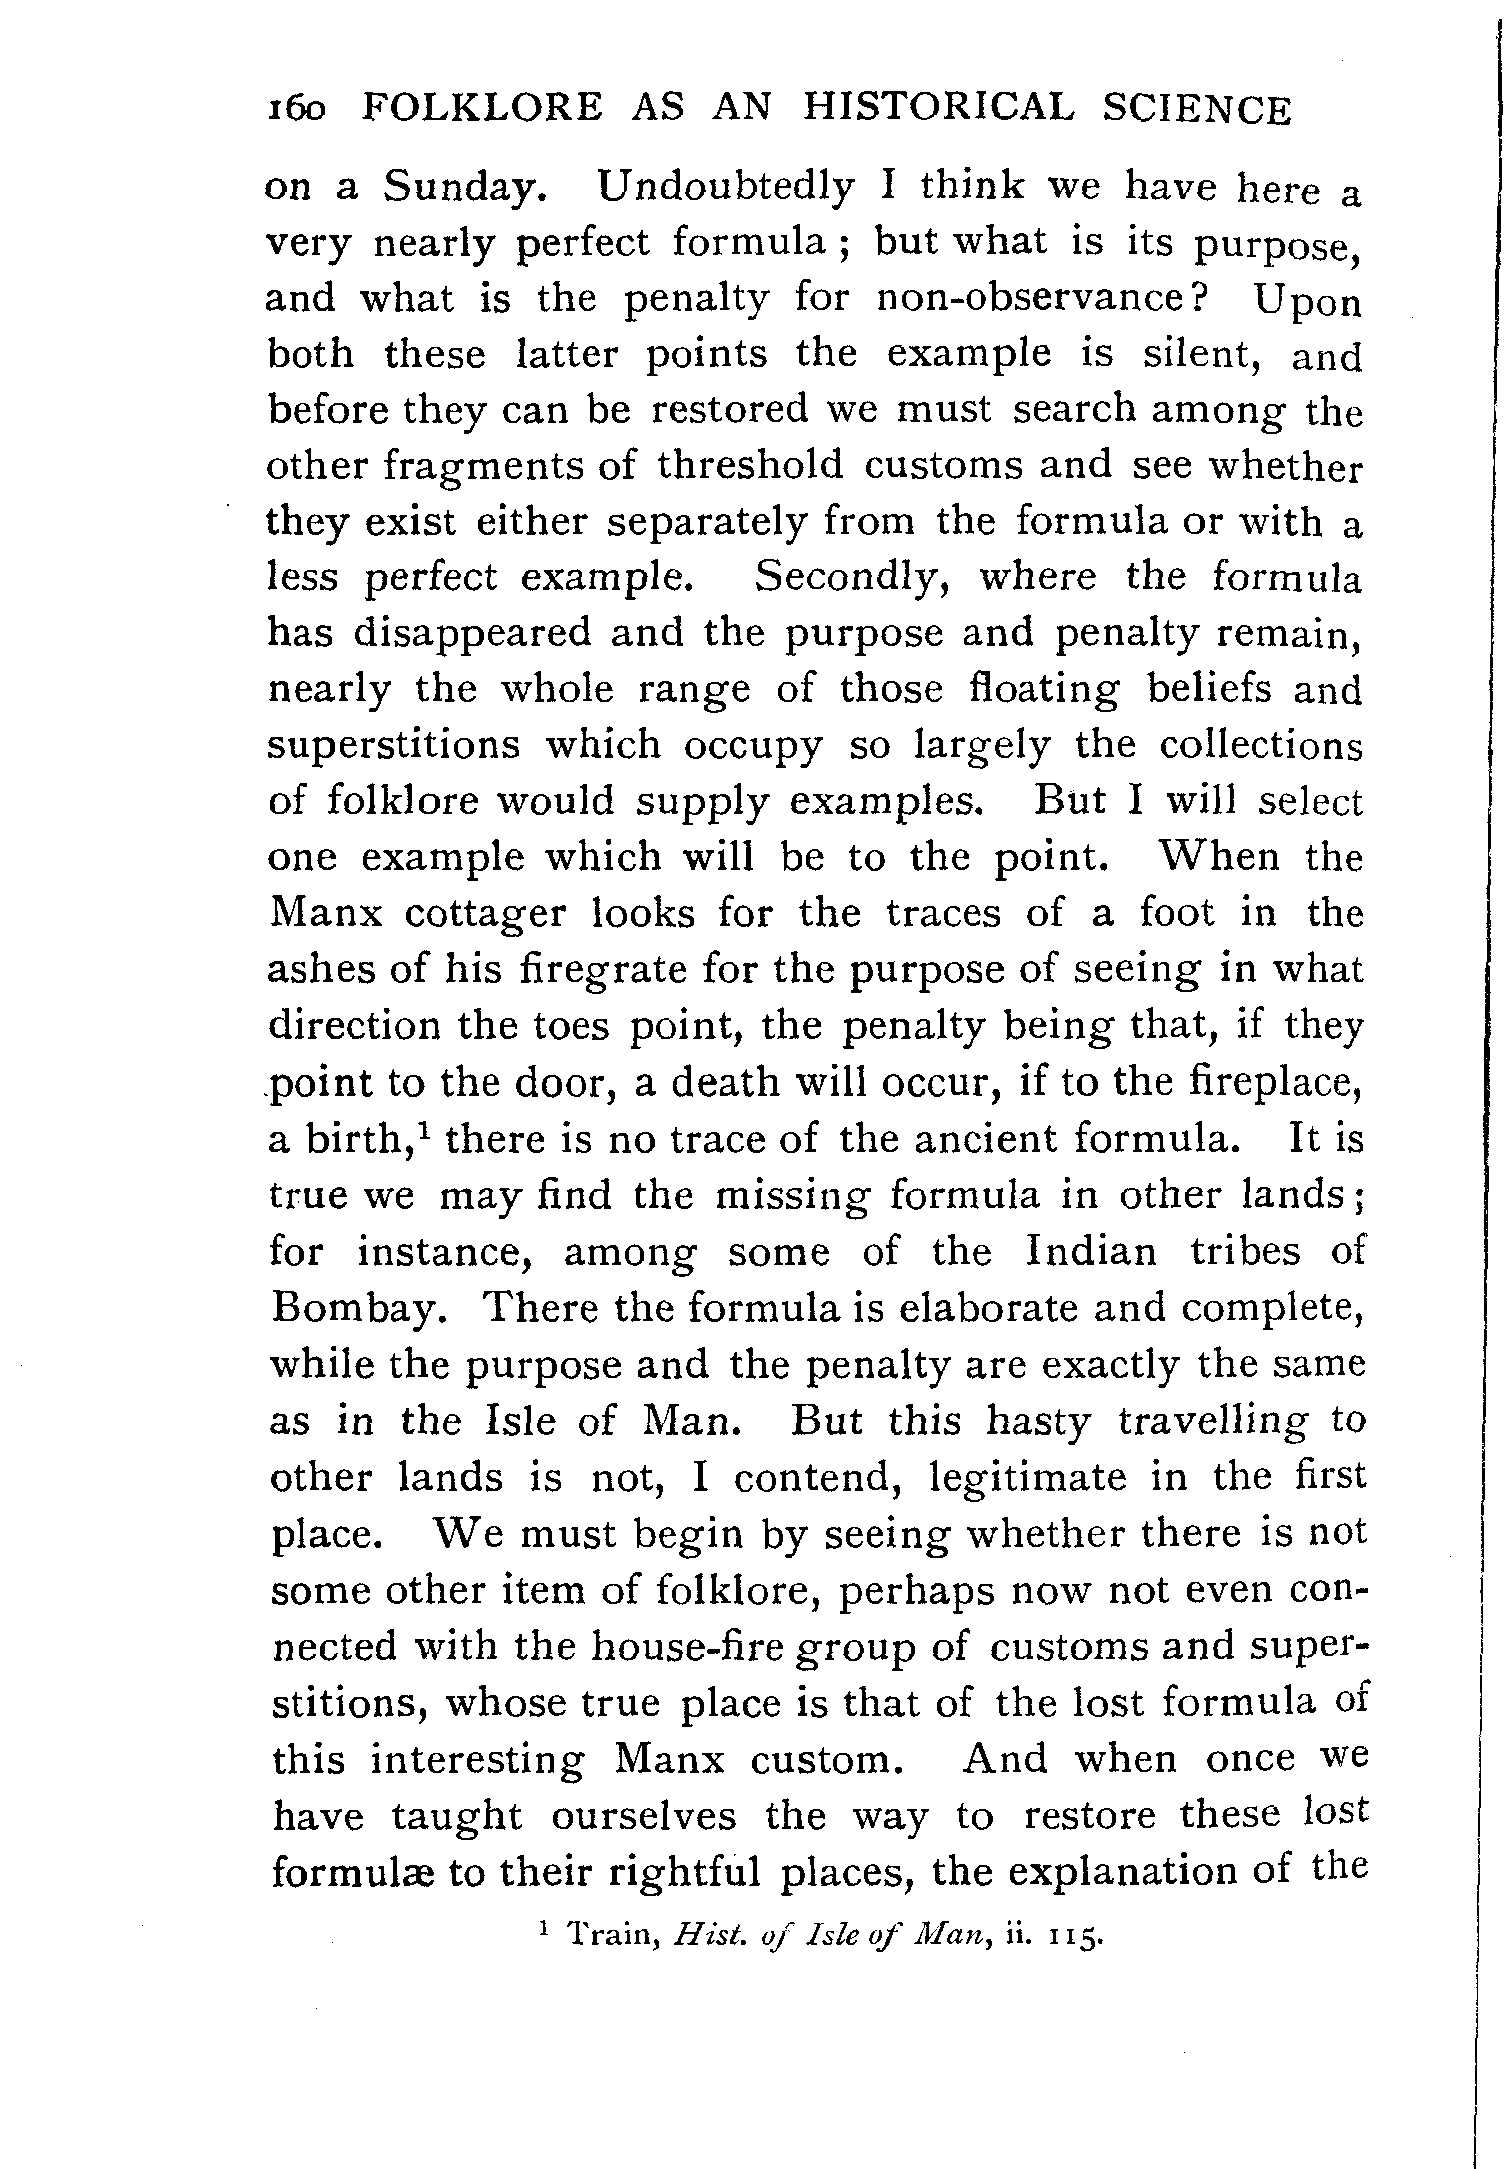 160 FOLKLORE AS AN HISTORICAL SCIENCE
on a Sunday. Undoubtedly I think we have here a
very nearly perfect formula ; but what is its purpose,
and what is the penalty for non-observance? Upon
both these latter points the example is silent, and
before they can be restored we must search among the
other fragments of threshold customs and see whether
they exist either separately from the formula or with a
less perfect example. Secondly, where the formula
has disappeared and the purpose and penalty remain,
nearly the whole range of those floating beliefs and
superstitions which occupy so largely the collections
of folklore would supply examples. But I will select
one example which will be to the point. When the
Manx cottager looks for the traces of a foot in the
ashes of his firegrate for the purpose of seeing in what
direction the toes point, the penalty being that, if they
point to the door, a death will occur, if to the fireplace,
a birth,¹ there is no trace of the ancient formula. It is
true we may find the missing formula in other lands;
for instance, among some of the Indian tribes of
Bombay. There the formula is elaborate and complete,
while the purpose and the penalty are exactly the same
as in the Isle of Man. But this hasty travelling to
other lands is not, I contend, legitimate in the first
place. We must begin by seeing whether there is not
some other item of folklore, perhaps now not even con-
nected with the house-fire group of customs and super-
stitions, whose true place is that of the lost formula of
this interesting Manx custom. And when once we
have taught ourselves the way to restore these lost
formulæ to their rightful places, the explanation of the
¹ Train, Hist. of Isle of Man, ii. 115.